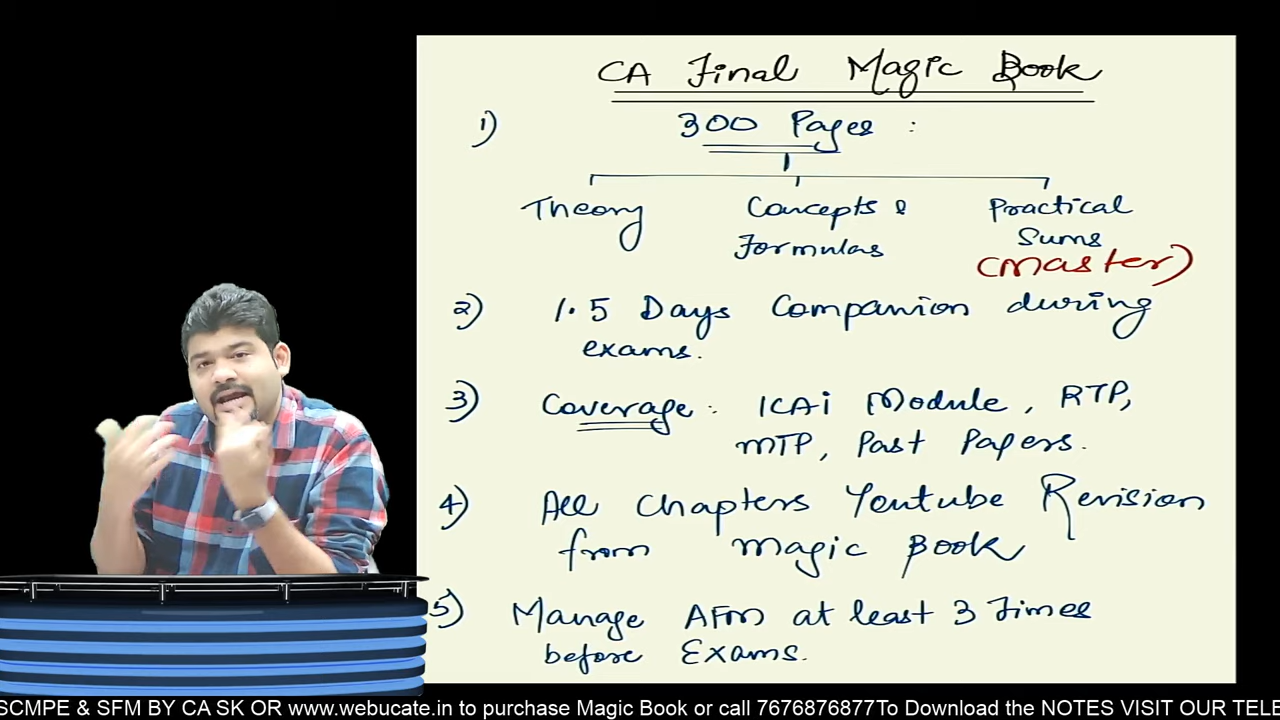 CA Final Magic Book
1) 300 Pages :
Theory Concepts & Practical
Formulas Sums
(Master)
2) 1.5 Days Companion during
exams.
3) Coverage : ICAi Module, RTP,
MTP, Past Papers.
4) All Chapters Youtube Revision
from Magic Book
5) Manage AFM at least 3 Times
before Exams.
SCMPE & SFM BY CA SK OR www.webucate.in to purchase Magic Book or call 7676876877To Download the NOTES VISIT OUR TELE